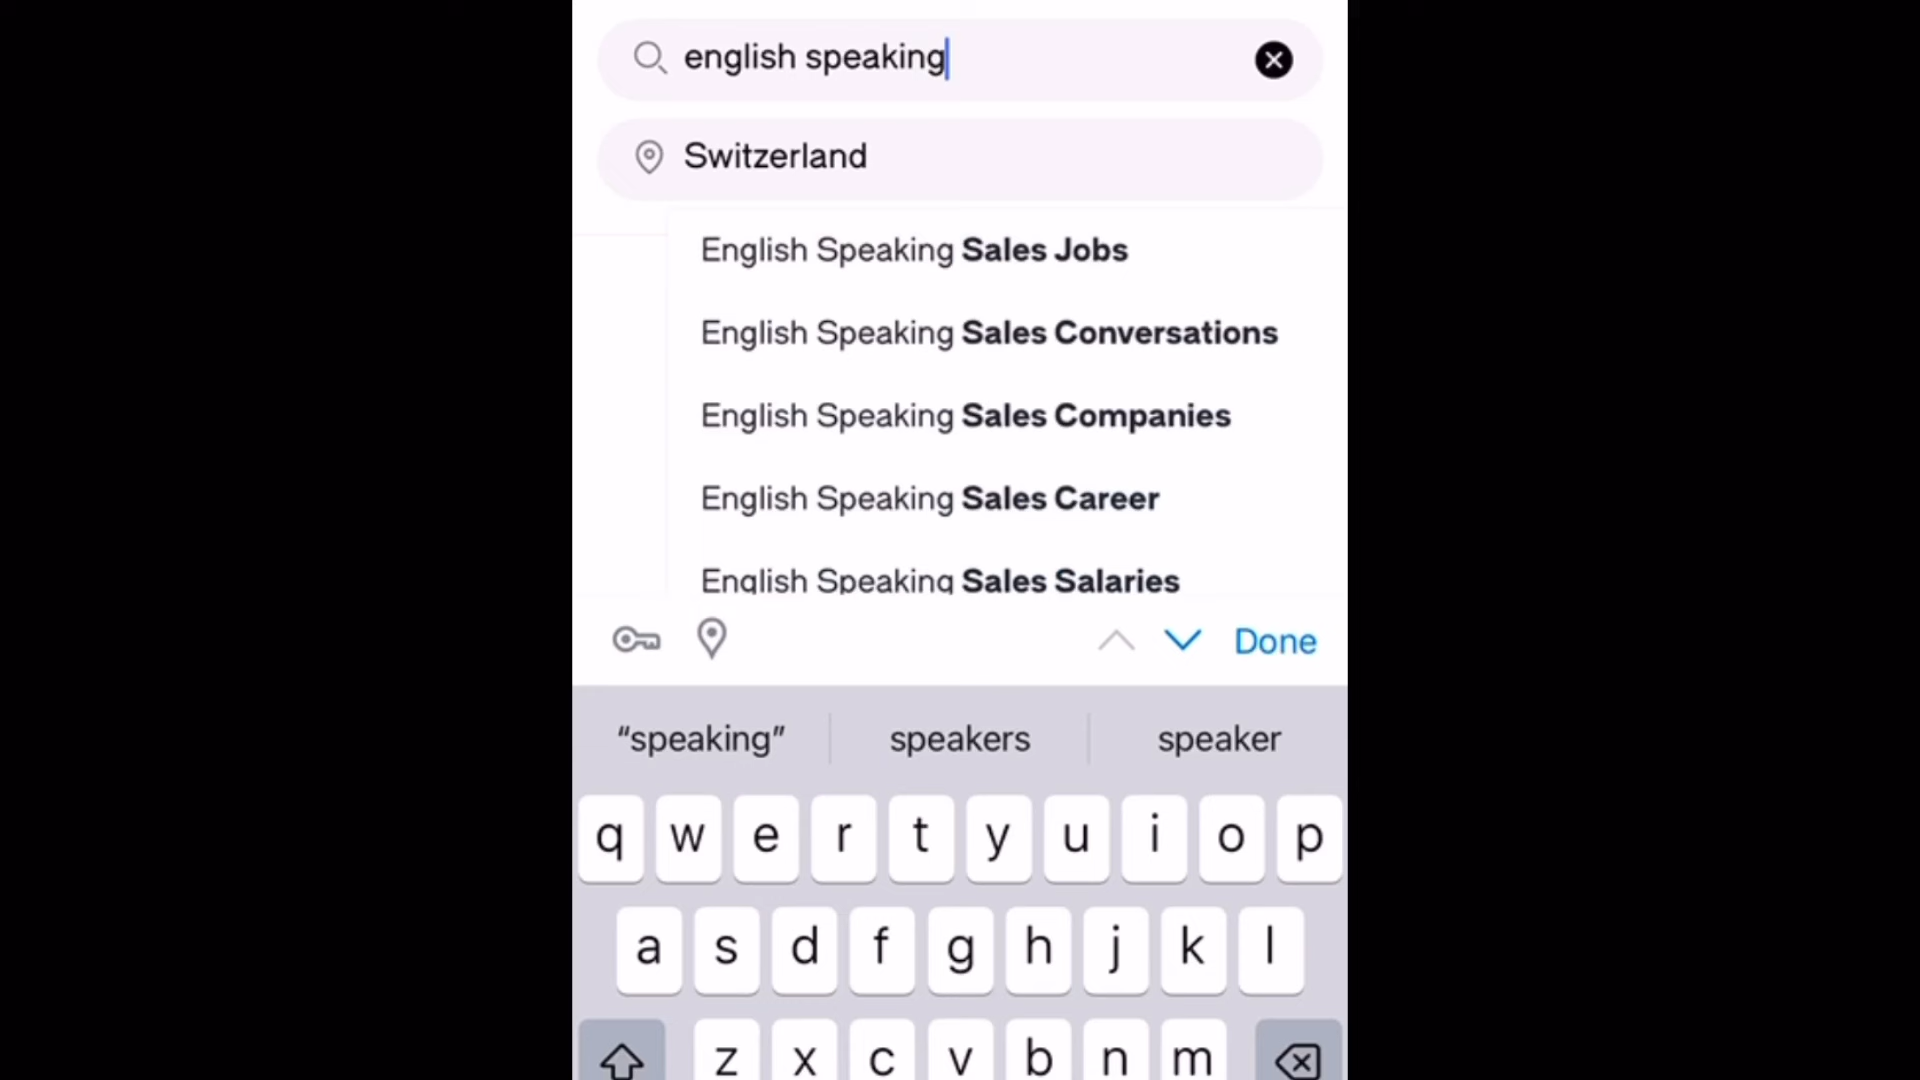 english speaking
Switzerland
English Speaking Sales Jobs
English Speaking Sales Conversations
English Speaking Sales Companies
English Speaking Sales Career
English Speaking Sales Salaries
Done
“speaking” speakers speaker
q w e r t y u i o p
a s d f g h j k l
z x c v b n m